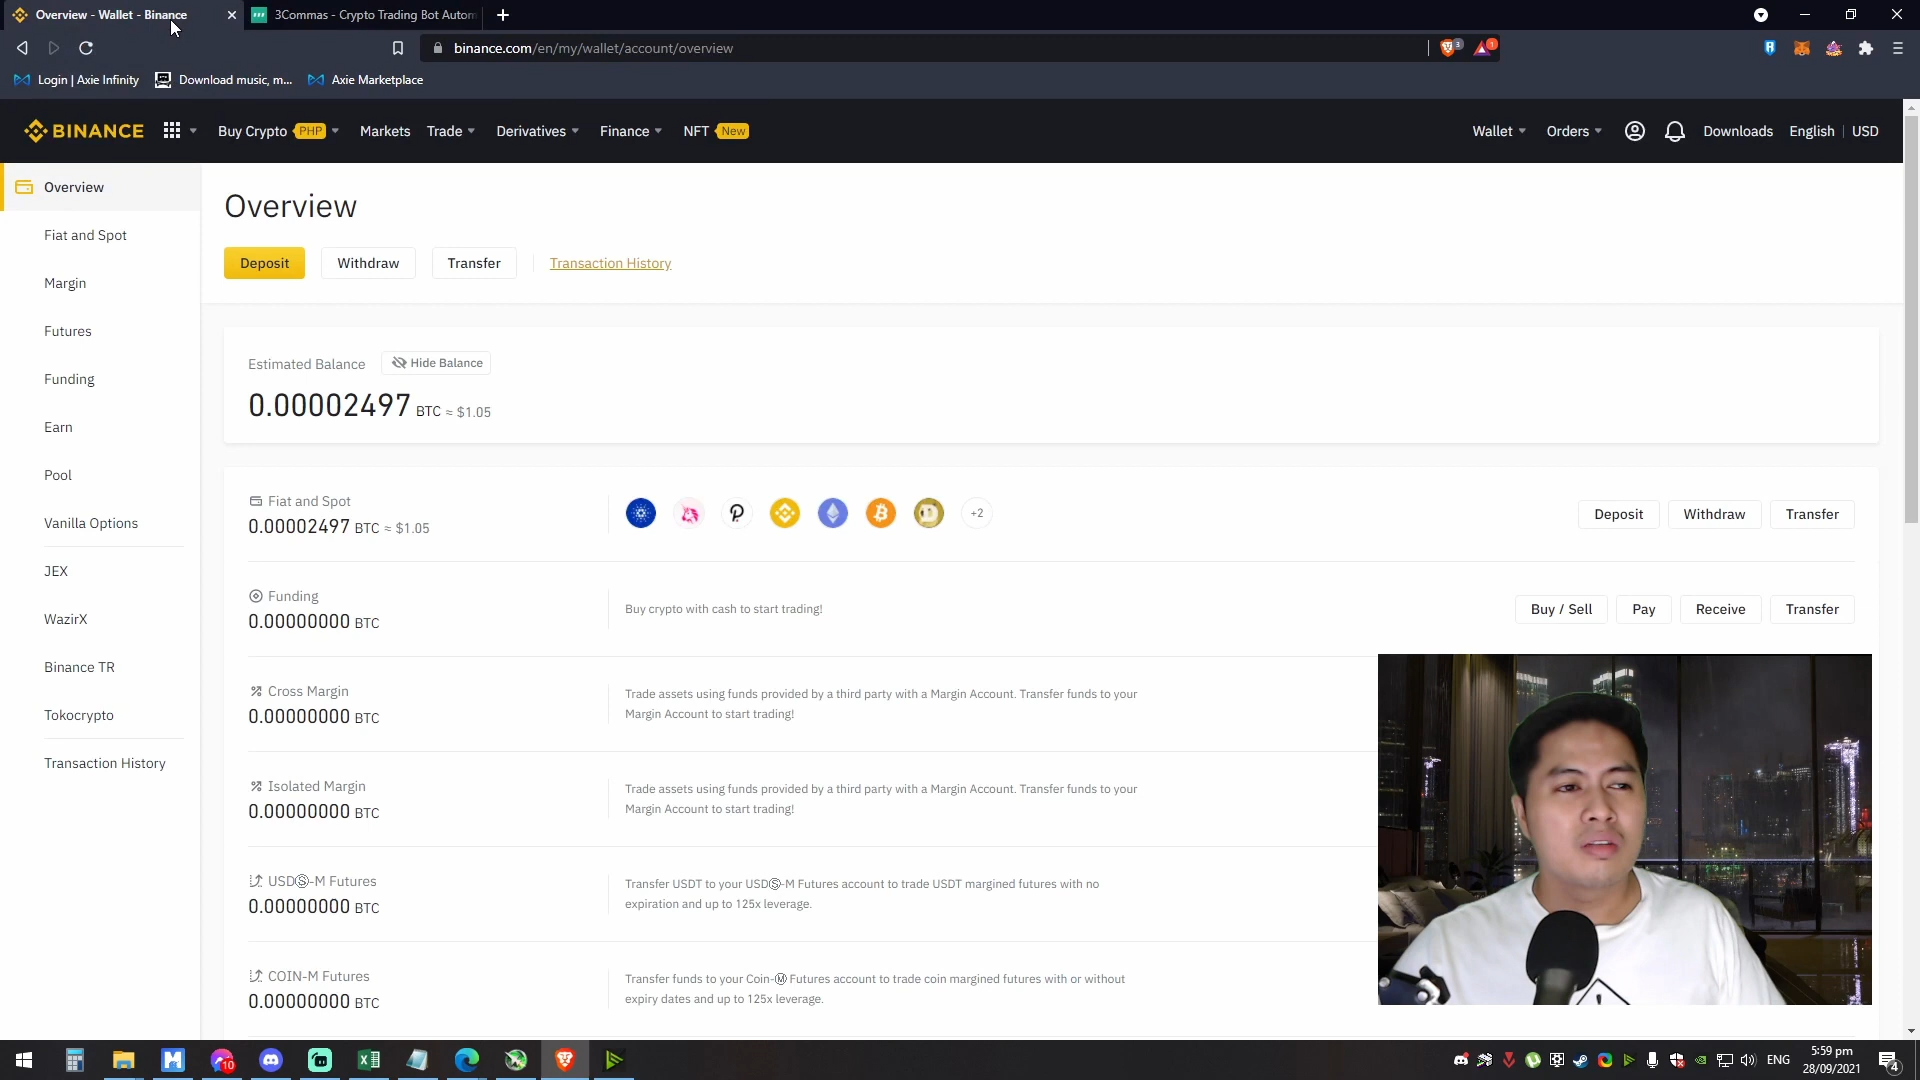 Overview - Wallet - Binance
3Commas - Crypto Trading Bot Autom
binance.com/en/my/wallet/account/overview
3
1
Login | Axie Infinity
Download music, m...
Axie Marketplace
BINANCE
Buy Crypto PHP
Markets
Trade
Derivatives
Finance
NFT New
Wallet
Orders
Downloads
English
USD
Overview
Fiat and Spot
Margin
Futures
Funding
Earn
Pool
Vanilla Options
JEX
WazirX
Binance TR
Tokocrypto
Transaction History
Overview
Deposit
Withdraw
Transfer
Transaction History
Estimated Balance
Hide Balance
0.00002497 BTC ≈ $1.05
Fiat and Spot
0.00002497 BTC ≈ $1.05
+2
Deposit
Withdraw
Transfer
Funding
0.00000000 BTC
Buy crypto with cash to start trading!
Buy / Sell
Pay
Receive
Transfer
Cross Margin
0.00000000 BTC
Trade assets using funds provided by a third party with a Margin Account. Transfer funds to your
Margin Account to start trading!
Isolated Margin
0.00000000 BTC
Trade assets using funds provided by a third party with a Margin Account. Transfer funds to your
Margin Account to start trading!
USDⓈ-M Futures
0.00000000 BTC
Transfer USDT to your USDⓈ-M Futures account to trade USDT margined futures with no
expiration and up to 125x leverage.
COIN-M Futures
0.00000000 BTC
Transfer funds to your Coin-Ⓜ Futures account to trade coin margined futures with or without
expiry dates and up to 125x leverage.
10
ENG
5:59 pm
28/09/2021
4